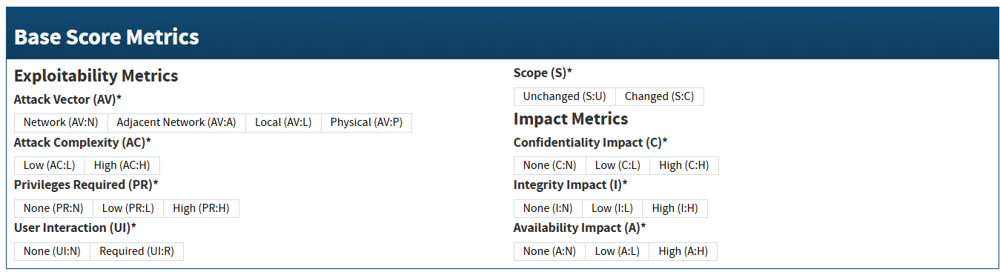 Base Score Metrics
Exploitability Metrics
Attack Vector (AV)*
Network (AV:N) Adjacent Network (AV:A) Local (AV:L) Physical (AV:P)
Attack Complexity (AC)*
Low (AC:L) High (AC:H)
Privileges Required (PR)*
None (PR:N) Low (PR:L) High (PR:H)
User Interaction (UI)*
None (UI:N) Required (UI:R)
Scope (S)*
Unchanged (S:U) Changed (S:C)
Impact Metrics
Confidentiality Impact (C)*
None (C:N) Low (C:L) High (C:H)
Integrity Impact (I)*
None (I:N) Low (I:L) High (I:H)
Availability Impact (A)*
None (A:N) Low (A:L) High (A:H)